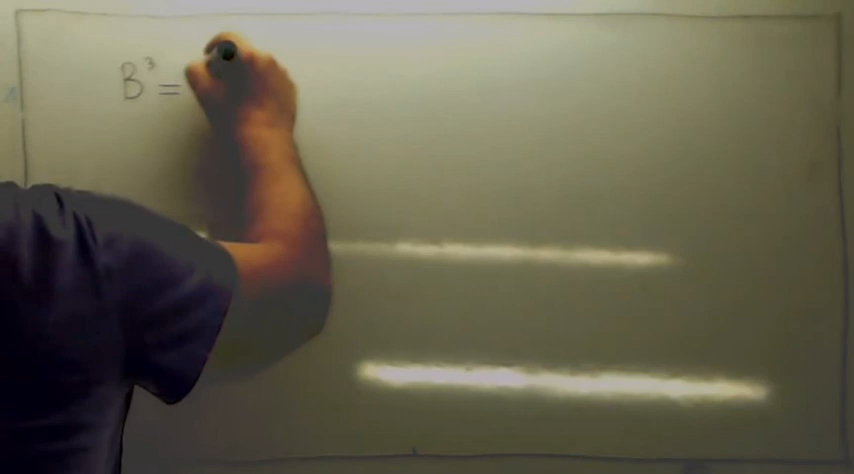 B³ =